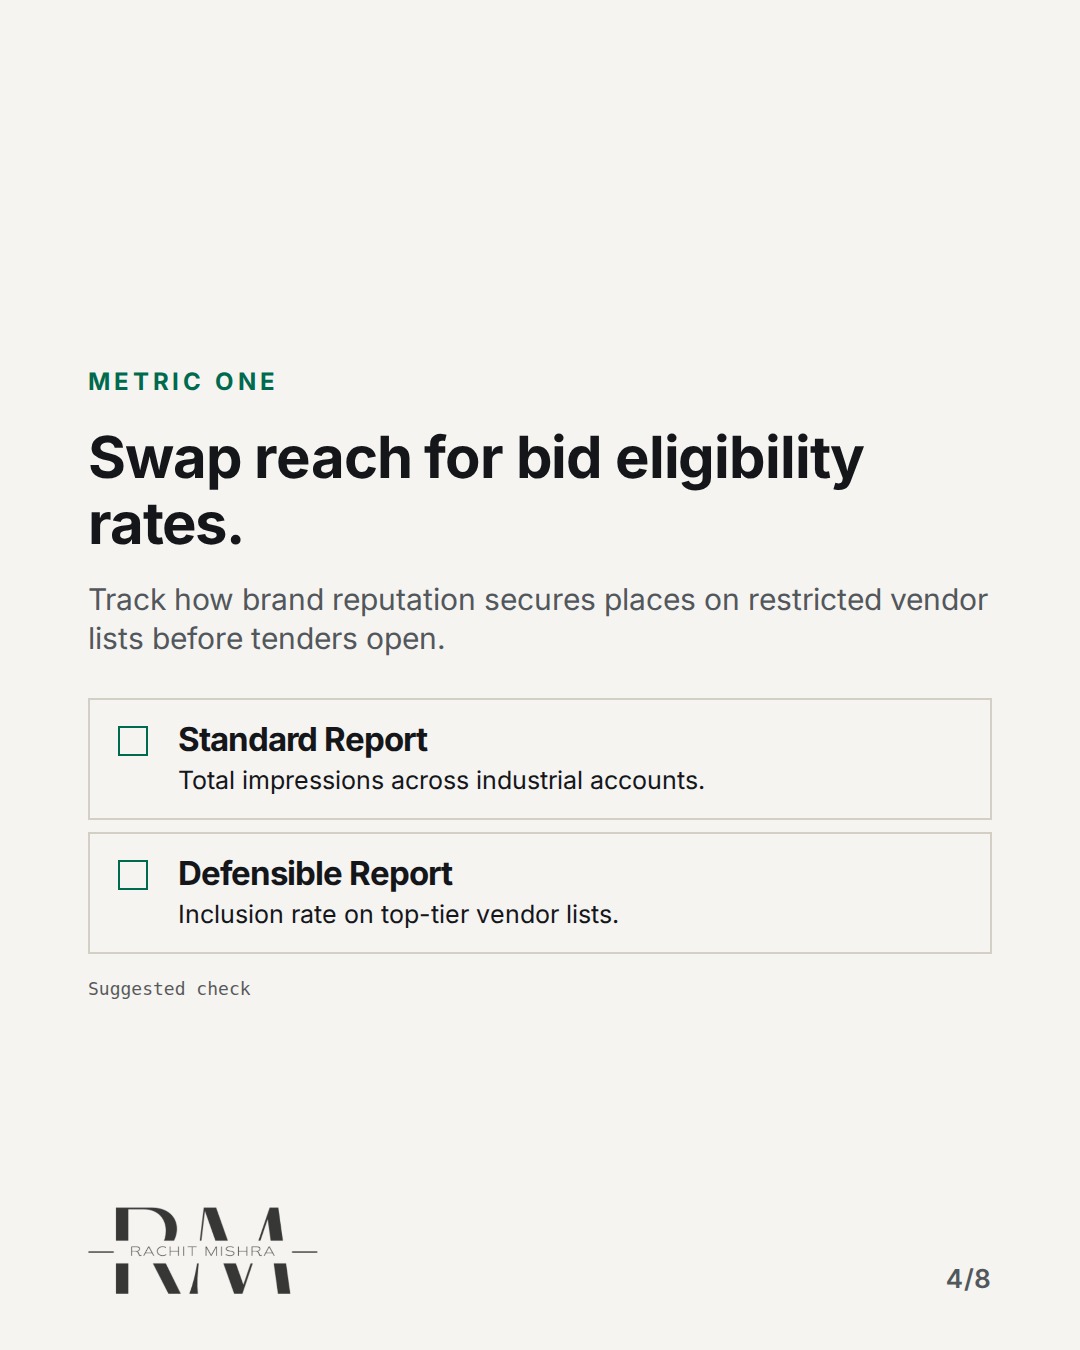 METRIC ONE
Swap reach for bid eligibility
rates.
Track how brand reputation secures places on restricted vendor
lists before tenders open.
Standard Report
Total impressions across industrial accounts.
Defensible Report
Inclusion rate on top-tier vendor lists.
Suggested check
RM
RACHIT MISHRA
4/8